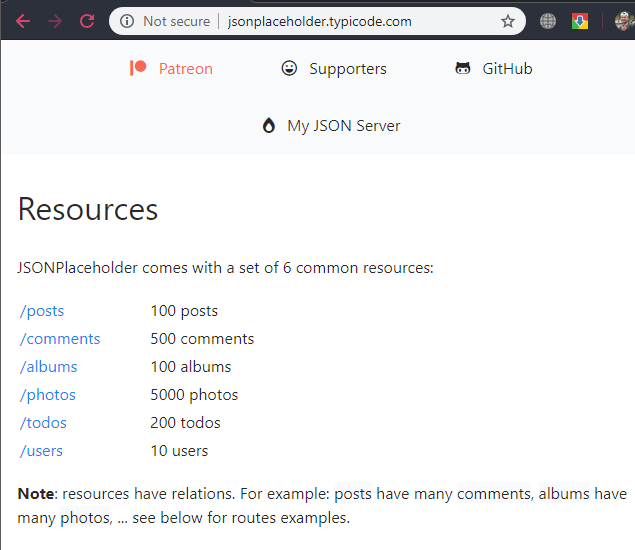 Not secure | jsonplaceholder.typicode.com
Patreon Supporters GitHub
My JSON Server
Resources
JSONPlaceholder comes with a set of 6 common resources:
/posts 100 posts
/comments 500 comments
/albums 100 albums
/photos 5000 photos
/todos 200 todos
/users 10 users
Note: resources have relations. For example: posts have many comments, albums have
many photos, ... see below for routes examples.